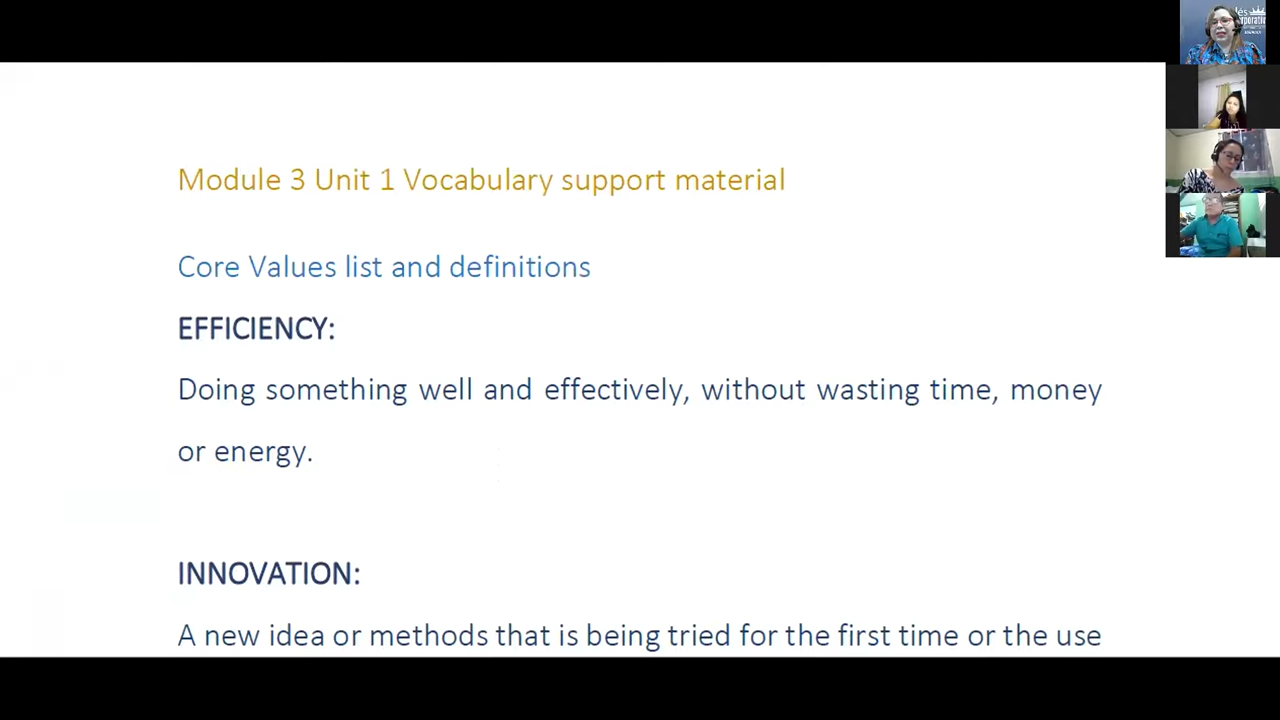 Module 3 Unit 1 Vocabulary support material
Core Values list and definitions
EFFICIENCY:
Doing something well and effectively, without wasting time, money
or energy.
INNOVATION:
A new idea or methods that is being tried for the first time or the use